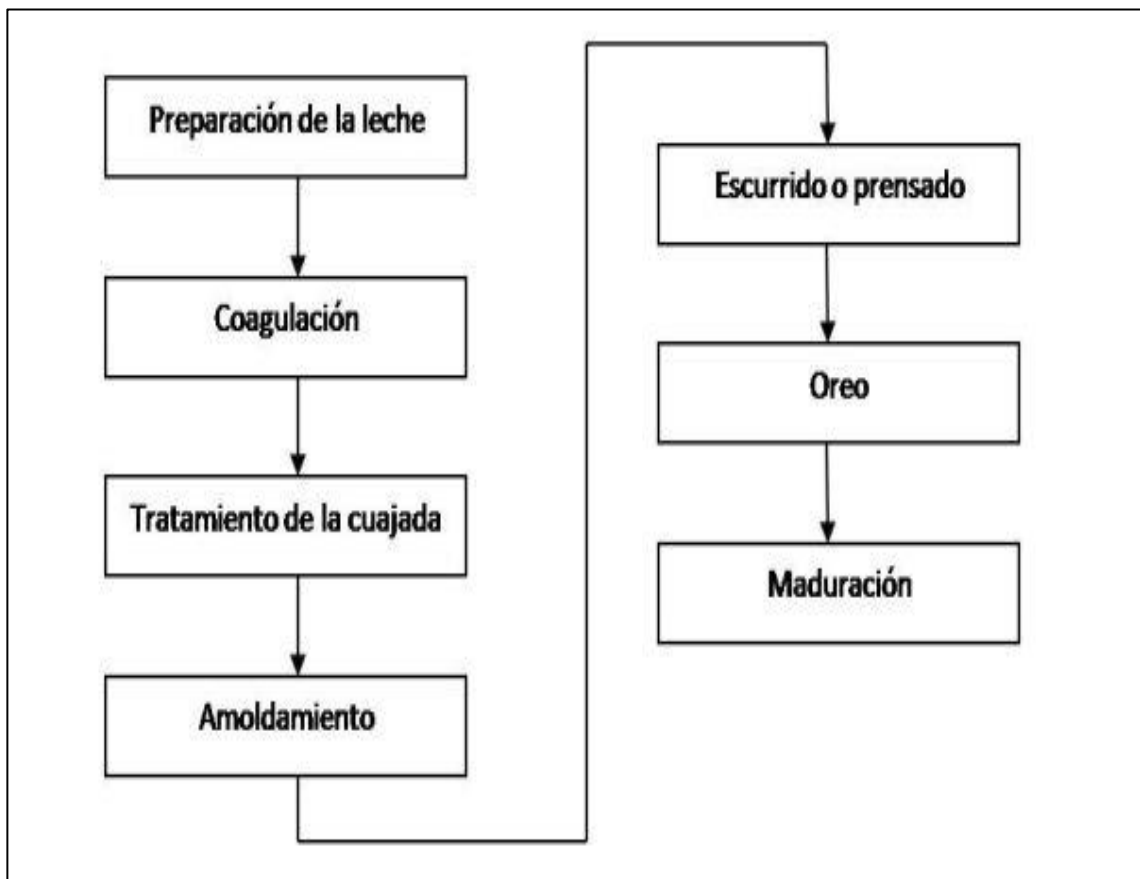 Preparación de la leche
Coagulación
Tratamiento de la cuajada
Amoldamiento
Escurrido o prensado
Oreo
Maduración